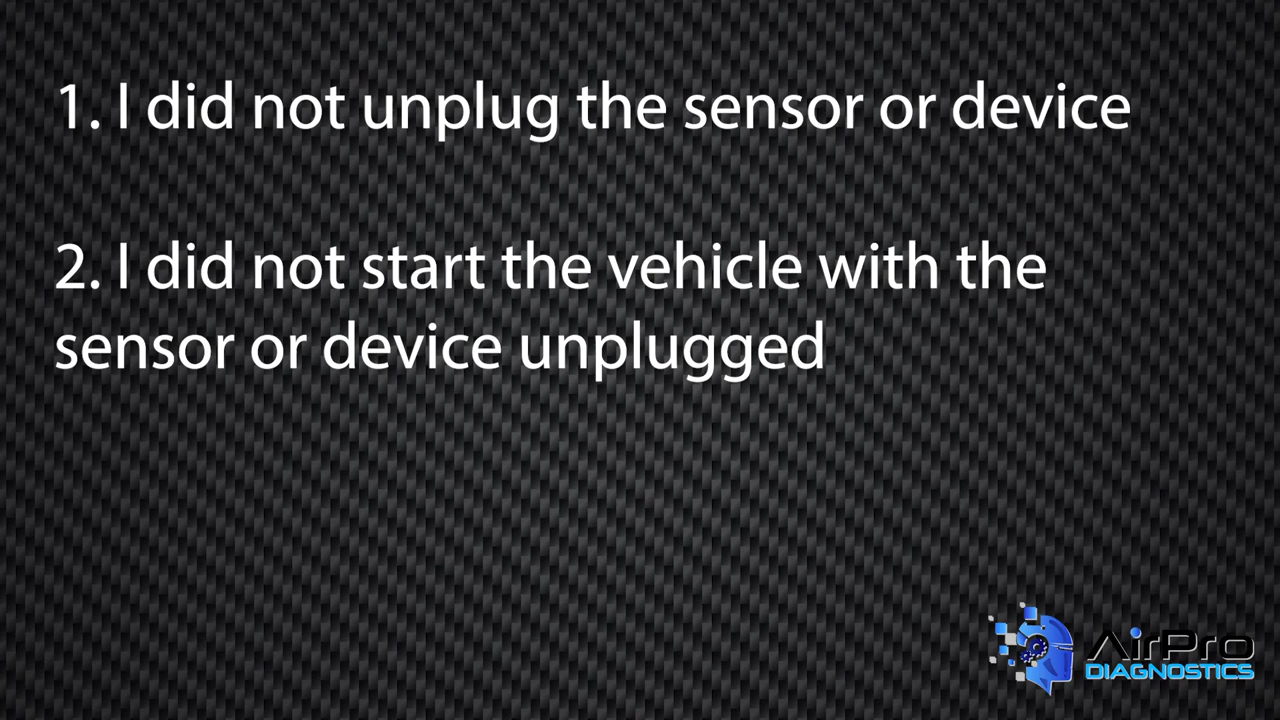 1. I did not unplug the sensor or device
2. I did not start the vehicle with the
sensor or device unplugged
AirPro
DIAGNOSTICS